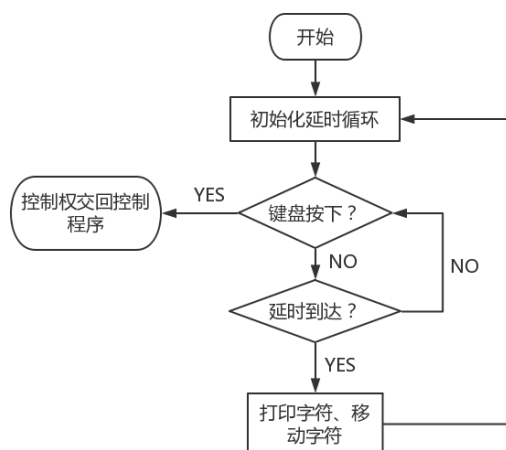 开始
初始化延时循环
YES
控制权交回控制
程序
键盘按下？
NO
NO
延时到达？
YES
打印字符、移
动字符